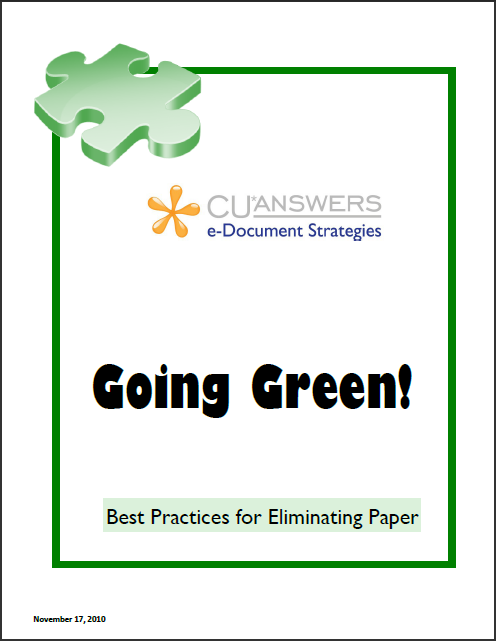 CU*ANSWERS
e-Document Strategies
Going Green!
Best Practices for Eliminating Paper
November 17, 2010